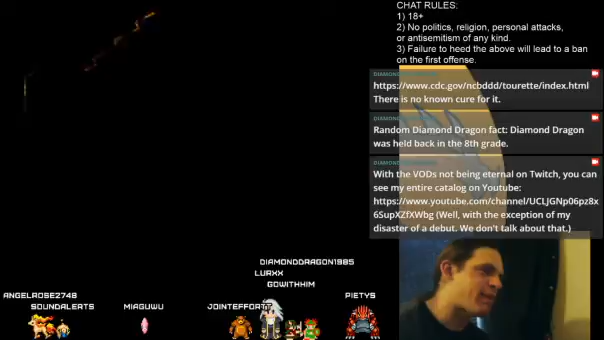 CHAT RULES:
1) 18+
2) No politics, religion, personal attacks,
or antisemitism of any kind.
3) Failure to heed the above will lead to a ban
on the first offense.
https://www.cdc.gov/ncbddd/tourette/index.html
There is no known cure for it.
Random Diamond Dragon fact: Diamond Dragon
was held back in the 8th grade.
With the VODs not being eternal on Twitch, you can
see my entire catalog on Youtube:
https://www.youtube.com/channel/UCLJGNp06pz8x
6SupXZfXWbg (Well, with the exception of my
disaster of a debut. We don't talk about that.)
DIAMONDDRAGON1985
LURXX
GOWITHHIM
ANGELROSE2748
SOUNDALERTS
MIAGUWU
JOINTEFFORT
PIETYS